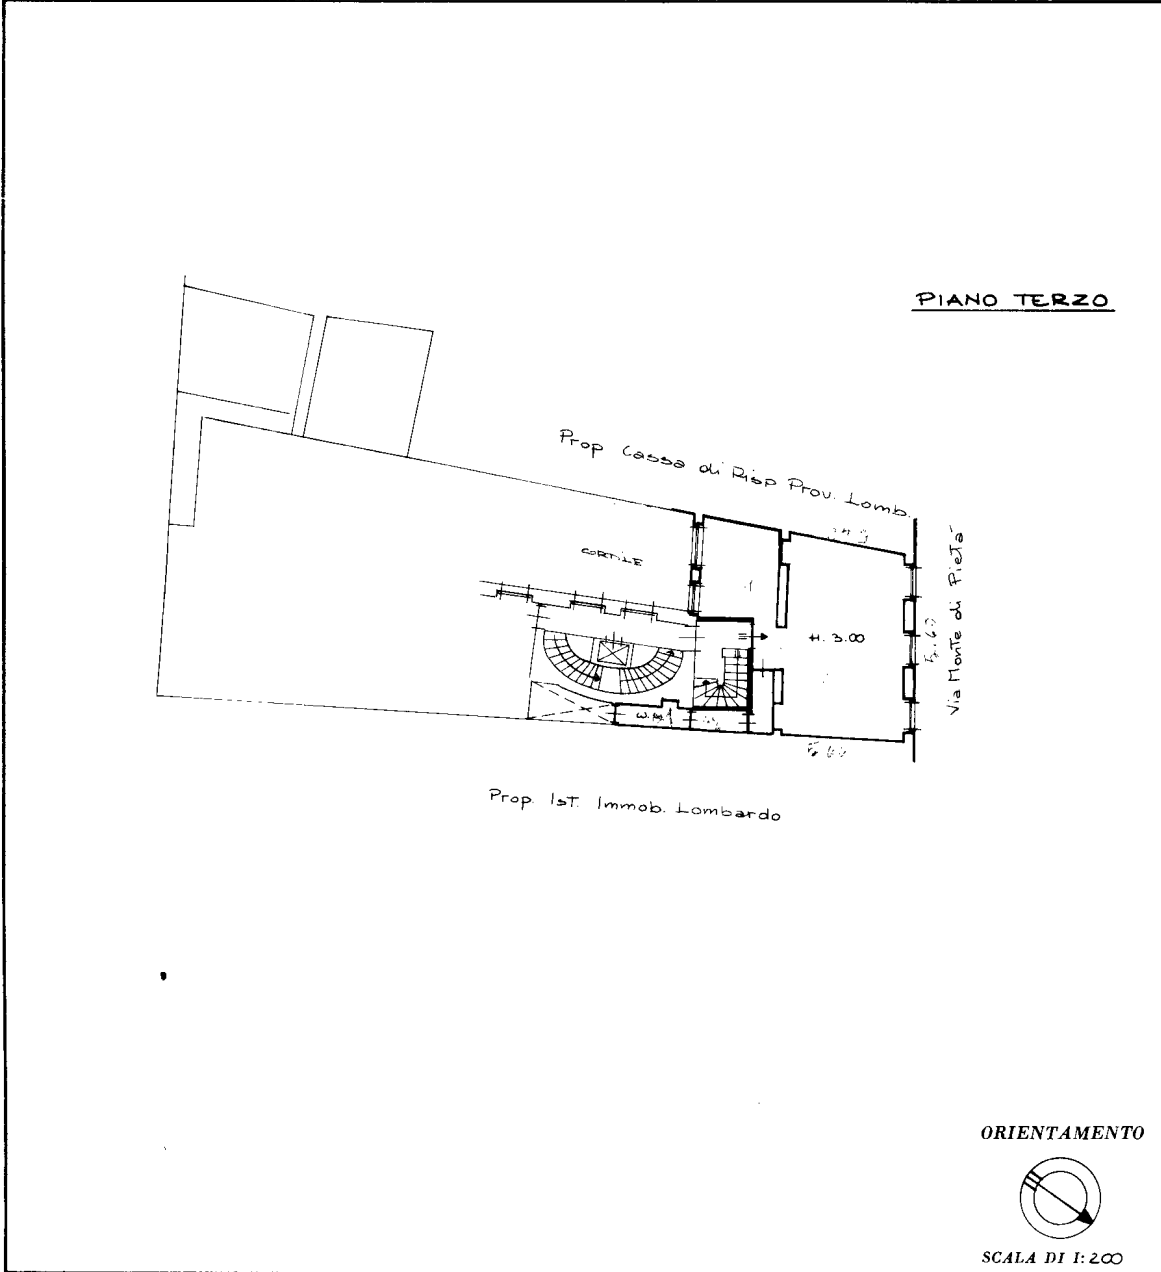 PIANO TERZO
Prop Cassa di Risp Prov. Lomb.
CORTILE
Via Monte di Pietà
H. 3.00
Prop. Ist. Immob. Lombardo
ORIENTAMENTO
SCALA DI 1:200